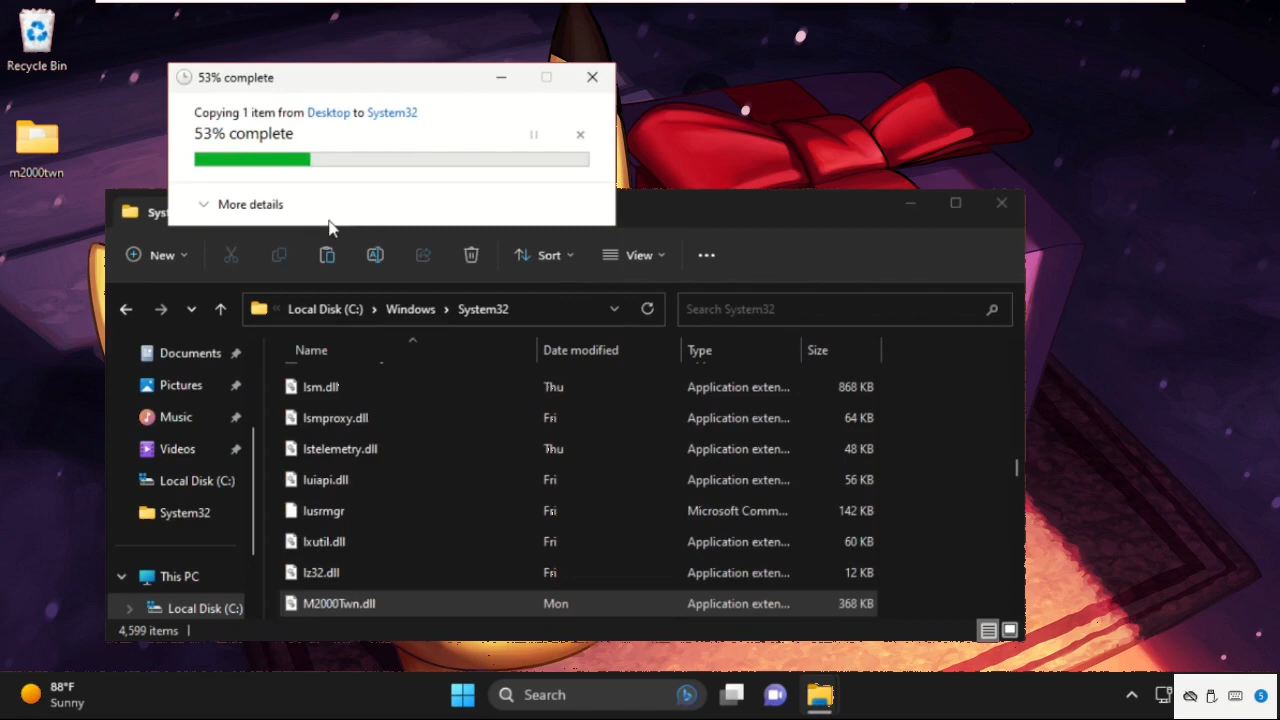 Recycle Bin
m2000twn
53% complete
Copying 1 item from Desktop to System32
53% complete
More details
Sys
New
Sort
View
Local Disk (C:) > Windows > System32
Search System32
Documents
Pictures
Music
Videos
Local Disk (C:)
System32
This PC
Local Disk (C:)
Name Date modified Type Size
lsm.dll Thu Application exten... 868 KB
lsmproxy.dll Fri Application exten... 64 KB
lstelemetry.dll Thu Application exten... 48 KB
luiapi.dll Fri Application exten... 56 KB
lusrmgr Fri Microsoft Comm... 142 KB
lxutil.dll Fri Application exten... 60 KB
lz32.dll Fri Application exten... 12 KB
M2000Twn.dll Mon Application exten... 368 KB
4,599 items
88°F
Sunny
Search
5